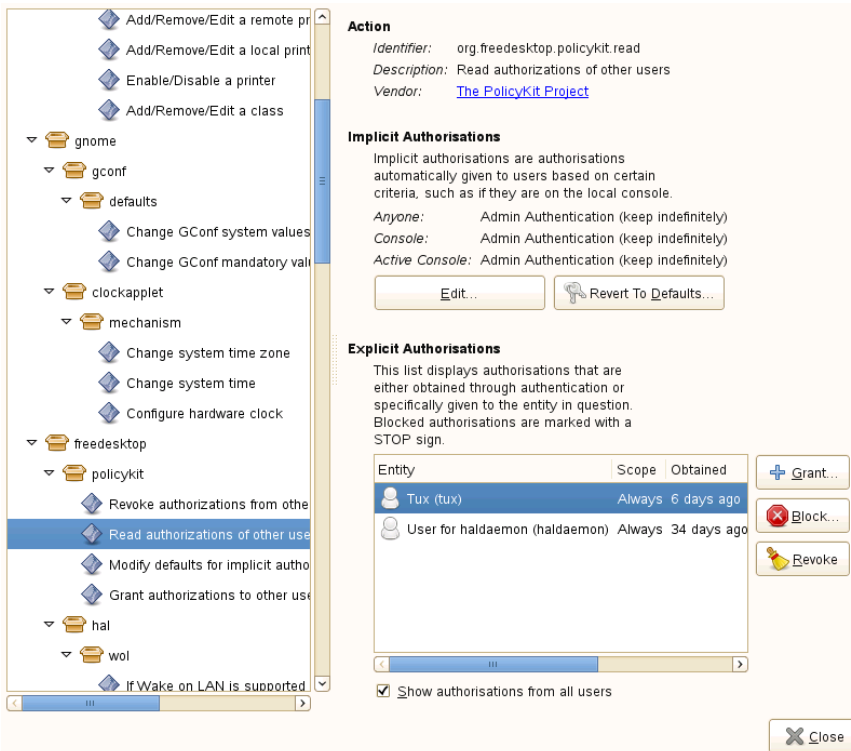 Add/Remove/Edit a remote pr
Add/Remove/Edit a local print
Enable/Disable a printer
Add/Remove/Edit a class
gnome
gconf
defaults
Change GConf system values
Change GConf mandatory valu
clockapplet
mechanism
Change system time zone
Change system time
Configure hardware clock
freedesktop
policykit
Revoke authorizations from othe
Read authorizations of other use
Modify defaults for implicit autho
Grant authorizations to other use
hal
wol
If Wake on LAN is supported
Action
Identifier: org.freedesktop.policykit.read
Description: Read authorizations of other users
Vendor: The PolicyKit Project
Implicit Authorisations
Implicit authorisations are authorisations
automatically given to users based on certain
criteria, such as if they are on the local console.
Anyone: Admin Authentication (keep indefinitely)
Console: Admin Authentication (keep indefinitely)
Active Console: Admin Authentication (keep indefinitely)
Edit... Revert To Defaults...
Explicit Authorisations
This list displays authorisations that are
either obtained through authentication or
specifically given to the entity in question.
Blocked authorisations are marked with a
STOP sign.
Entity Scope Obtained
Tux (tux) Always 6 days ago
User for haldaemon (haldaemon) Always 34 days ago
Grant...
Block...
Revoke
Show authorisations from all users
Close